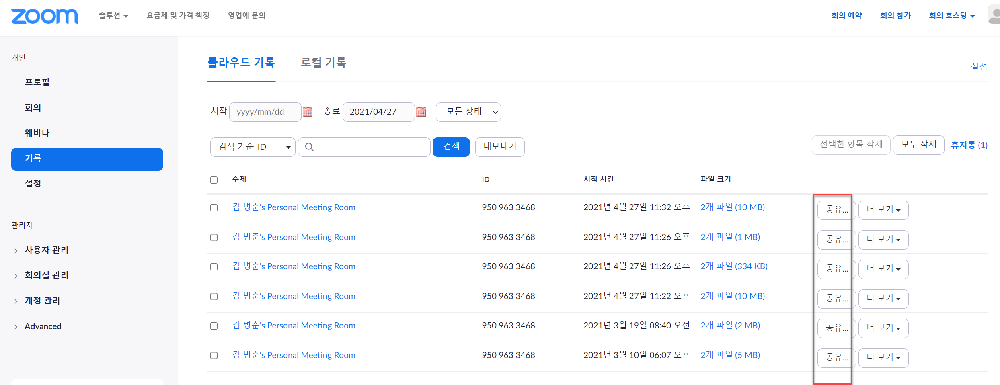 zoom 솔루션 요금제 및 가격 책정 영업에 문의 회의 예약 회의 참가 회의 호스팅
개인
프로필
회의
웨비나
기록
설정
관리자
사용자 관리
회의실 관리
계정 관리
Advanced
클라우드 기록 로컬 기록 설정
시작 yyyy/mm/dd 종료 2021/04/27 모든 상태
검색 기준 ID 검색 내보내기 선택한 항목 삭제 모두 삭제 휴지통 (1)
주제 ID 시작 시간 파일 크기
김 병춘's Personal Meeting Room 950 963 3468 2021년 4월 27일 11:32 오후 2개 파일 (10 MB) 공유... 더 보기
김 병춘's Personal Meeting Room 950 963 3468 2021년 4월 27일 11:26 오후 2개 파일 (1 MB) 공유... 더 보기
김 병춘's Personal Meeting Room 950 963 3468 2021년 4월 27일 11:26 오후 2개 파일 (334 KB) 공유... 더 보기
김 병춘's Personal Meeting Room 950 963 3468 2021년 4월 27일 11:22 오후 2개 파일 (10 MB) 공유... 더 보기
김 병춘's Personal Meeting Room 950 963 3468 2021년 3월 19일 08:40 오전 2개 파일 (2 MB) 공유... 더 보기
김 병춘's Personal Meeting Room 950 963 3468 2021년 3월 10일 06:07 오후 2개 파일 (5 MB) 공유... 더 보기